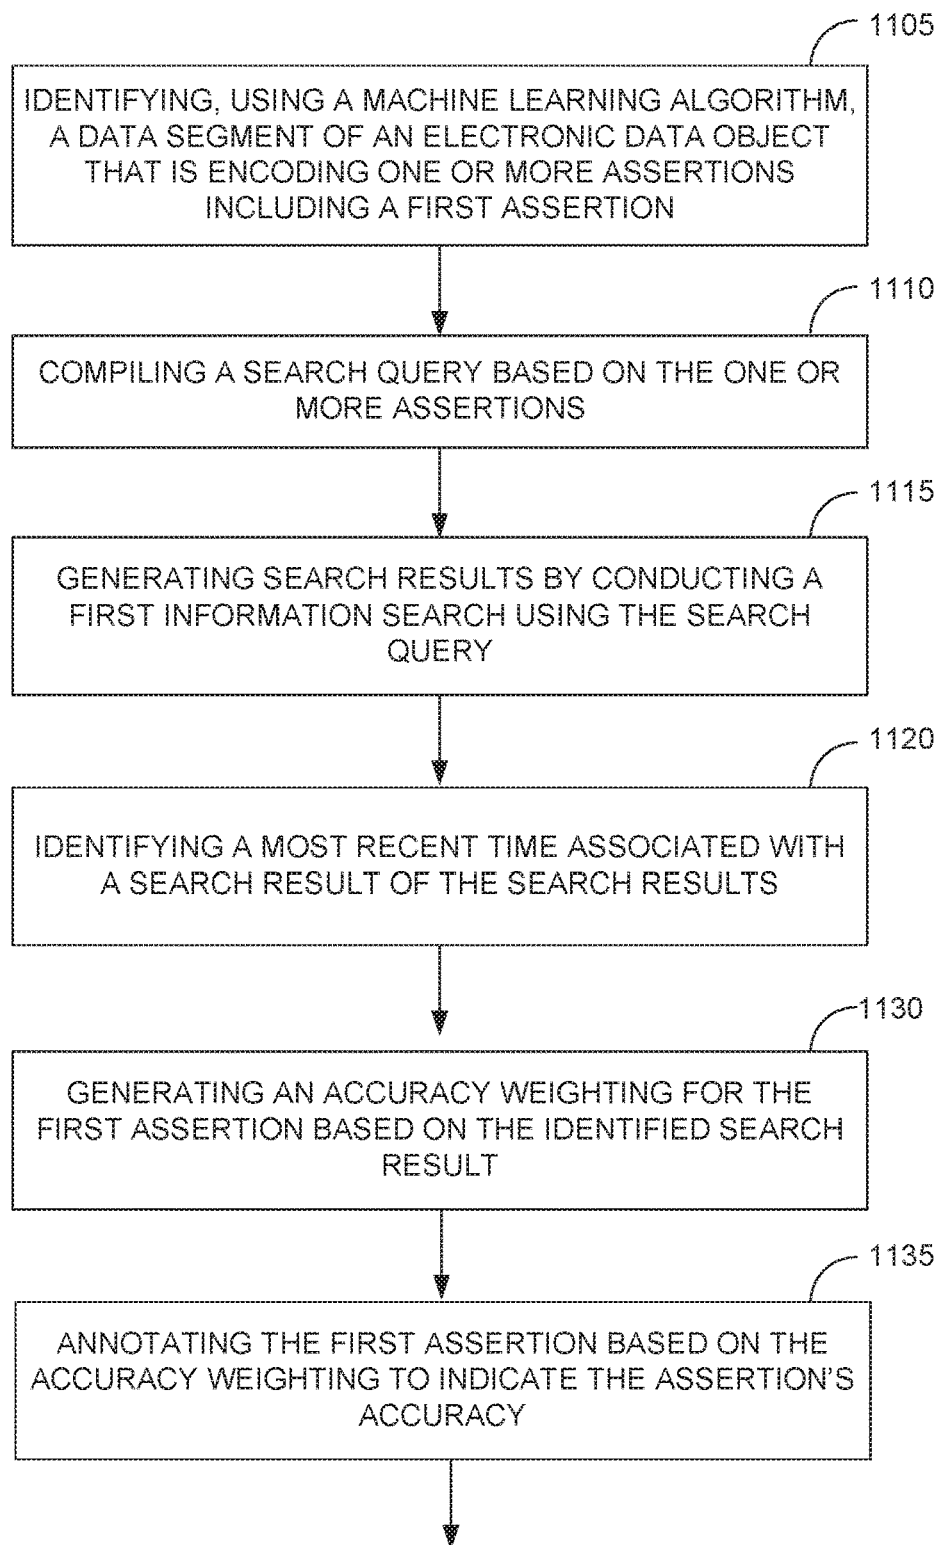 1105
IDENTIFYING, USING A MACHINE LEARNING ALGORITHM,
A DATA SEGMENT OF AN ELECTRONIC DATA OBJECT
THAT IS ENCODING ONE OR MORE ASSERTIONS
INCLUDING A FIRST ASSERTION
1110
COMPILING A SEARCH QUERY BASED ON THE ONE OR
MORE ASSERTIONS
1115
GENERATING SEARCH RESULTS BY CONDUCTING A
FIRST INFORMATION SEARCH USING THE SEARCH
QUERY
1120
IDENTIFYING A MOST RECENT TIME ASSOCIATED WITH
A SEARCH RESULT OF THE SEARCH RESULTS
1130
GENERATING AN ACCURACY WEIGHTING FOR THE
FIRST ASSERTION BASED ON THE IDENTIFIED SEARCH
RESULT
1135
ANNOTATING THE FIRST ASSERTION BASED ON THE
ACCURACY WEIGHTING TO INDICATE THE ASSERTION'S
ACCURACY